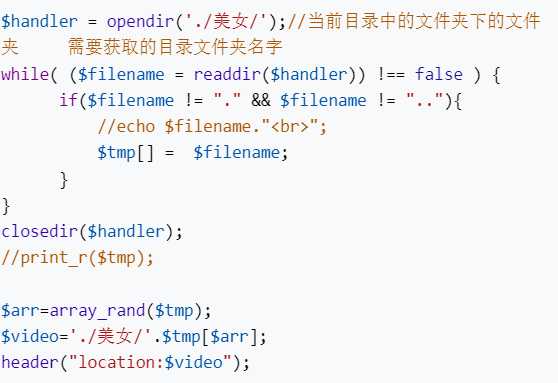 $handler = opendir('./美女/');//当前目录中的文件夹下的文件
夹     需要获取的目录文件夹名字
while( ($filename = readdir($handler)) !== false ) {
      if($filename != "." && $filename != ".."){
          //echo $filename."<br>";
          $tmp[] =  $filename;
      }
}
closedir($handler);
//print_r($tmp);

$arr=array_rand($tmp);
$video='./美女/'.$tmp[$arr];
header("location:$video");